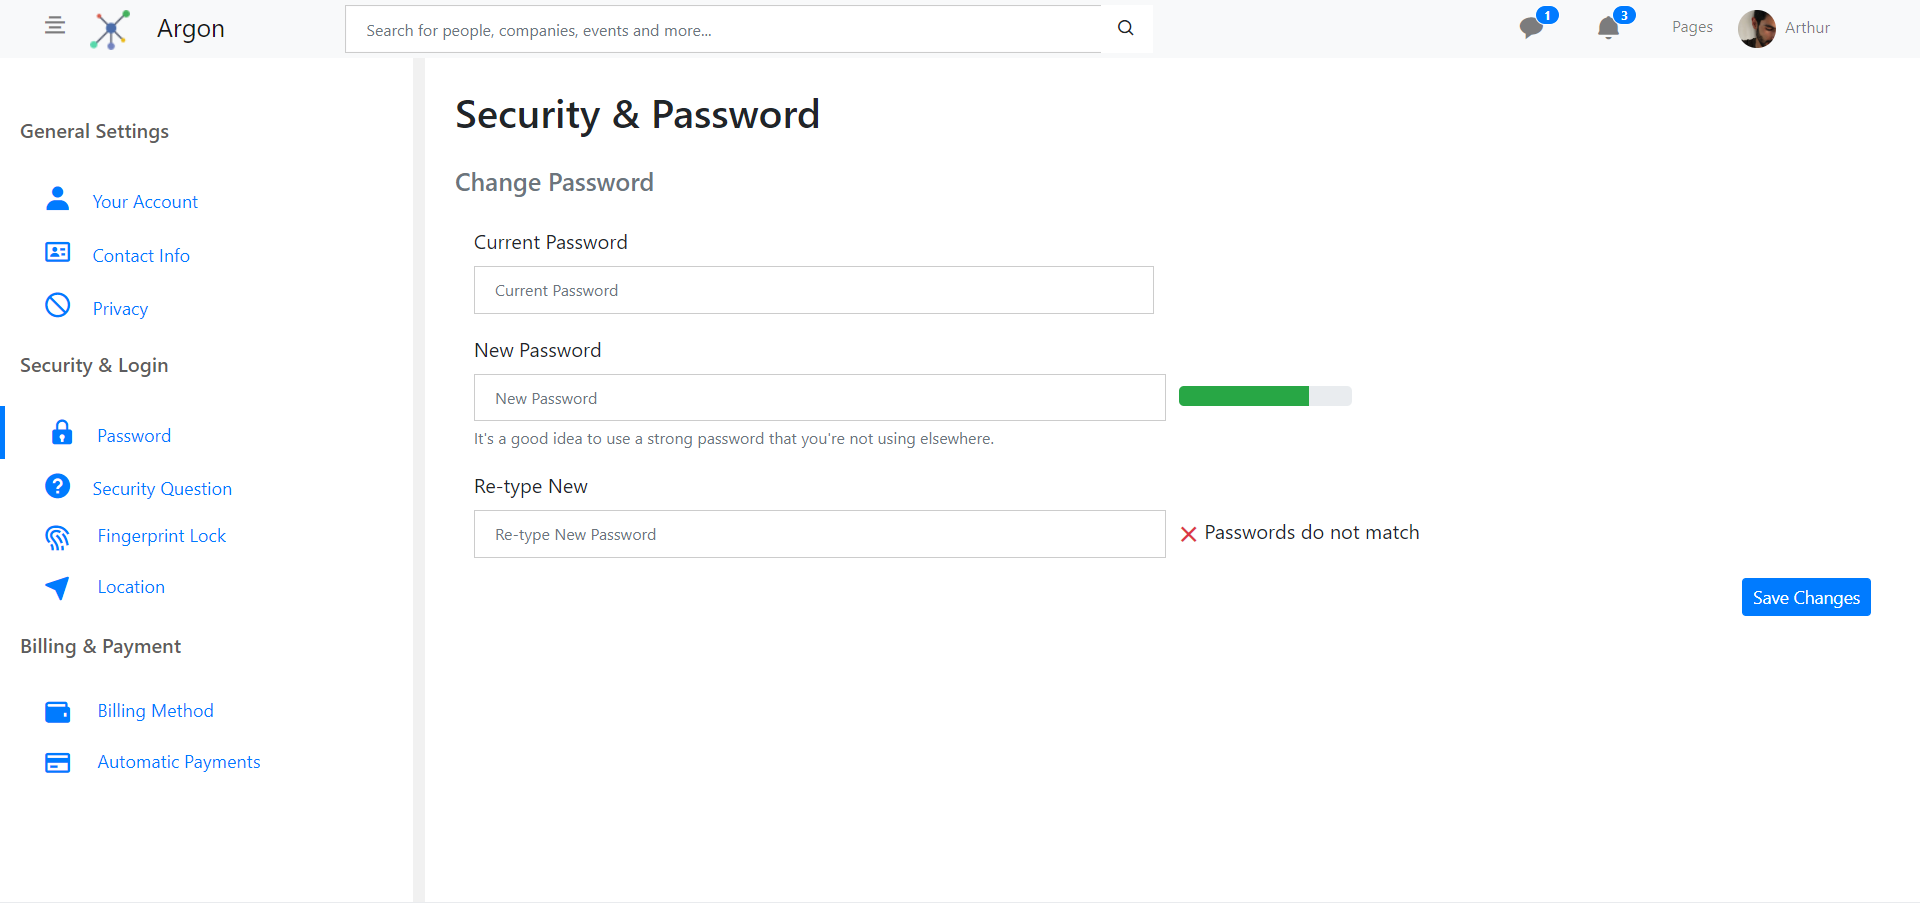 Argon
Search for people, companies, events and more...
1
3
Pages
Arthur
General Settings
Your Account
Contact Info
Privacy
Security & Login
Password
Security Question
Fingerprint Lock
Location
Billing & Payment
Billing Method
Automatic Payments
Security & Password
Change Password
Current Password
Current Password
New Password
New Password
It's a good idea to use a strong password that you're not using elsewhere.
Re-type New
Re-type New Password
Passwords do not match
Save Changes